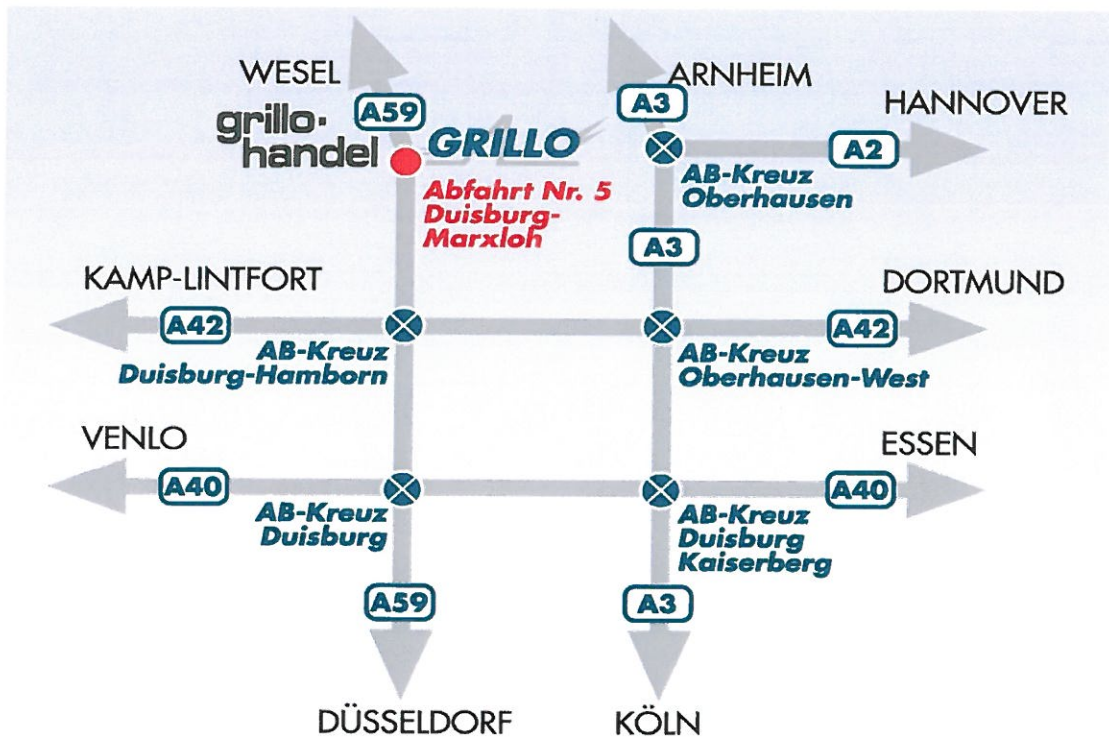 WESEL
A59
grillo.
handel
GRILLO
Abfahrt Nr. 5
Duisburg-
Marxloh
ARNHEIM
A3
HANNOVER
A2
AB-Kreuz
Oberhausen
A3
KAMP-LINTFORT
A42
AB-Kreuz
Duisburg-Hamborn
DORTMUND
A42
AB-Kreuz
Oberhausen-West
VENLO
A40
AB-Kreuz
Duisburg
ESSEN
A40
AB-Kreuz
Duisburg
Kaiserberg
A59
A3
DÜSSELDORF
KÖLN